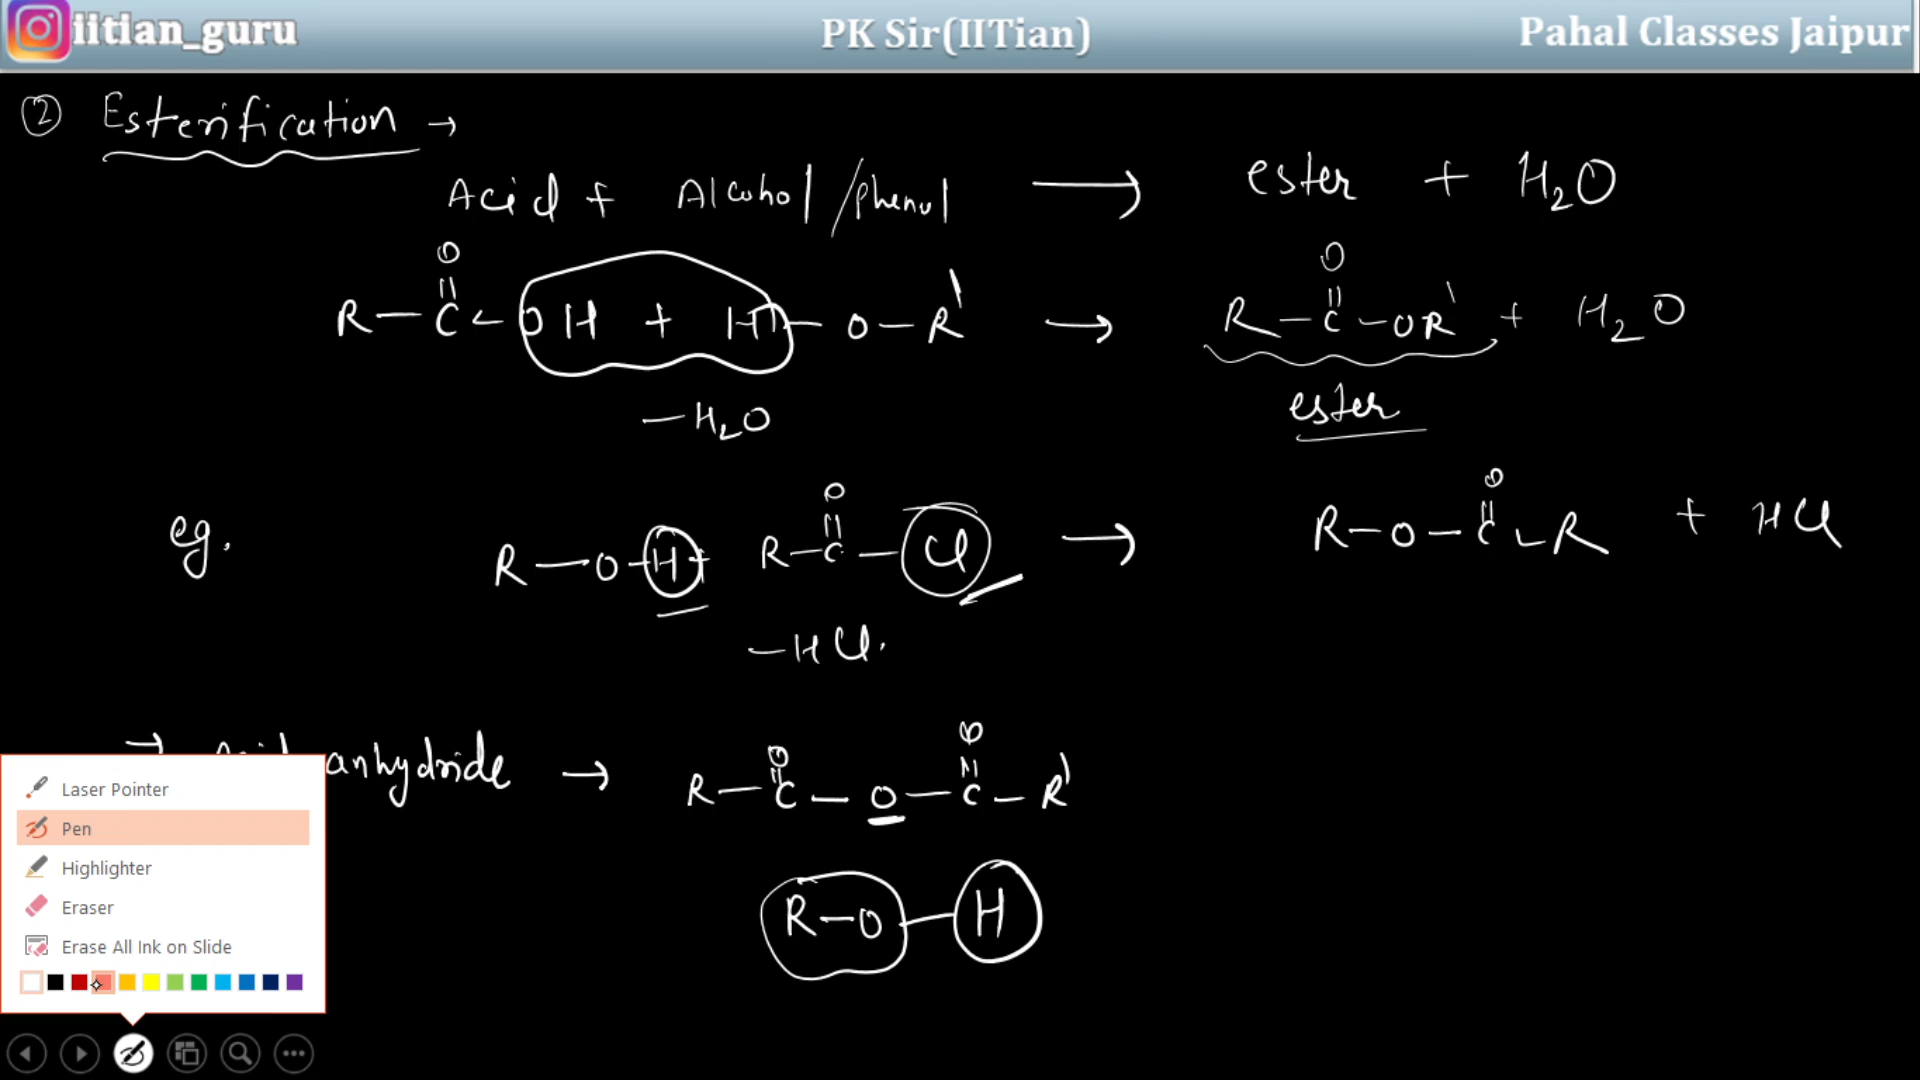 iitian_guru PK Sir(IITian) Pahal Classes Jaipur
② Esterification →
Acid + Alcohol /Phenol ⟶ ester + H₂O
O O
|| ||
R—C—OH + H—O—R' → R—C—OR' + H₂O
—H₂O ester
O O
|| ||
eg. R—O—H + R—C—Cl → R—O—C—R + HCl
—HCl.
O O
|| ||
→ anhydride → R—C—O—C—R'
R—O—H
Laser Pointer
Pen
Highlighter
Eraser
Erase All Ink on Slide